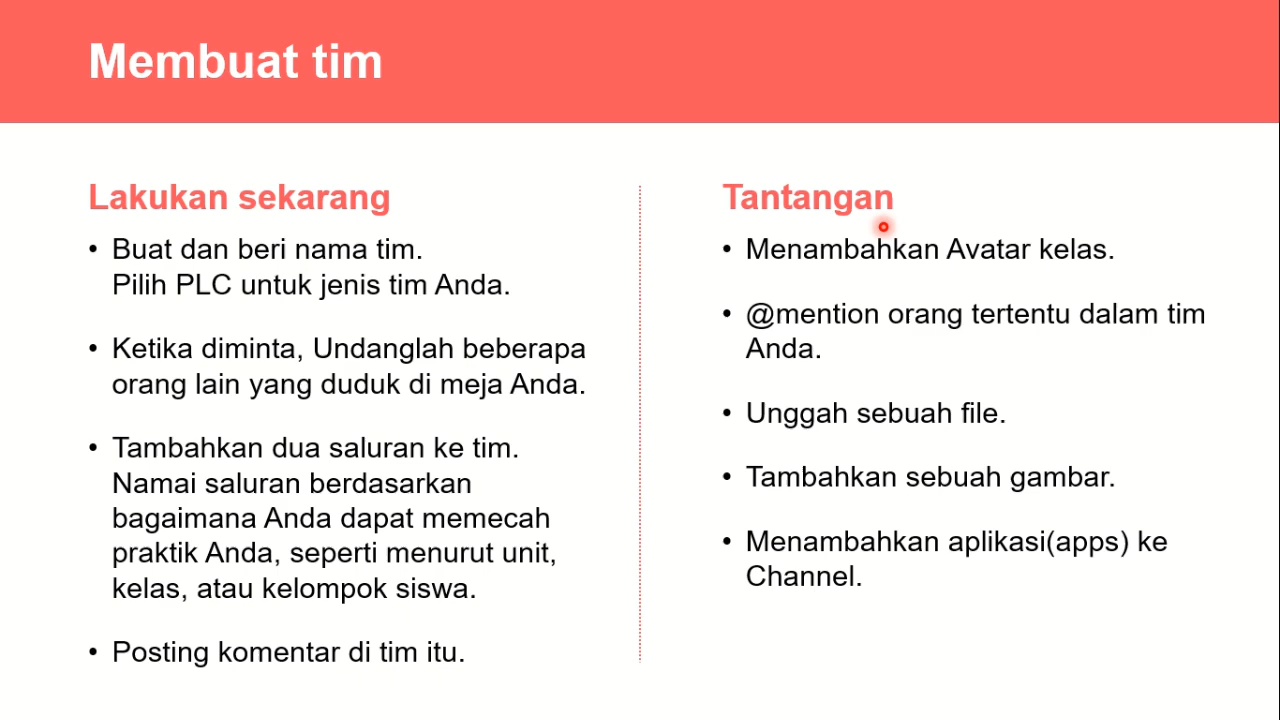 Membuat tim
Lakukan sekarang
• Buat dan beri nama tim.
Pilih PLC untuk jenis tim Anda.
• Ketika diminta, Undanglah beberapa
orang lain yang duduk di meja Anda.
• Tambahkan dua saluran ke tim.
Namai saluran berdasarkan
bagaimana Anda dapat memecah
praktik Anda, seperti menurut unit,
kelas, atau kelompok siswa.
• Posting komentar di tim itu.
Tantangan
• Menambahkan Avatar kelas.
• @mention orang tertentu dalam tim
Anda.
• Unggah sebuah file.
• Tambahkan sebuah gambar.
• Menambahkan aplikasi(apps) ke
Channel.